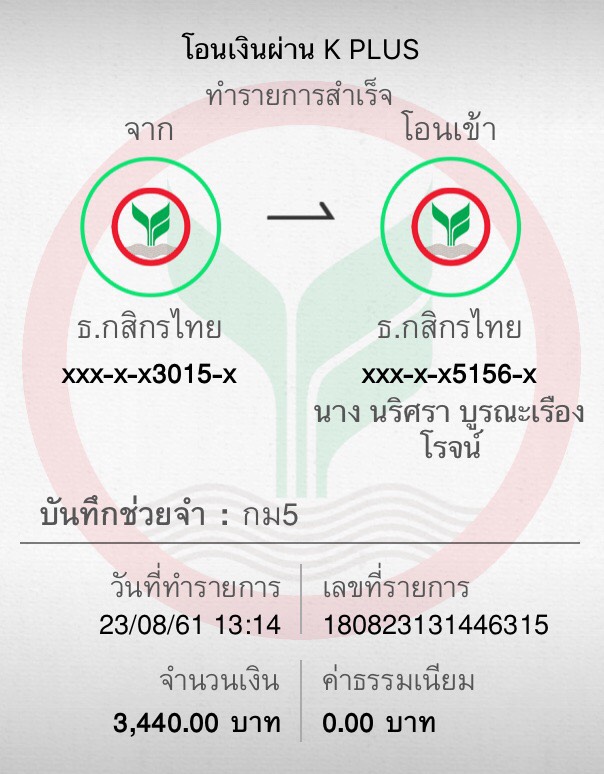 โอนเงินผ่าน K PLUS
ทำรายการสำเร็จ
จาก
โอนเข้า
ธ.กสิกรไทย
ธ.กสิกรไทย
xxx-x-x3015-x
xxx-x-x5156-x
นาง นริศรา บูรณะเรือง
โรจน์
บันทึกช่วยจำ : กม5
วันที่ทำรายการ
เลขที่รายการ
23/08/61 13:14
180823131446315
จำนวนเงิน
ค่าธรรมเนียม
3,440.00 บาท
0.00 บาท